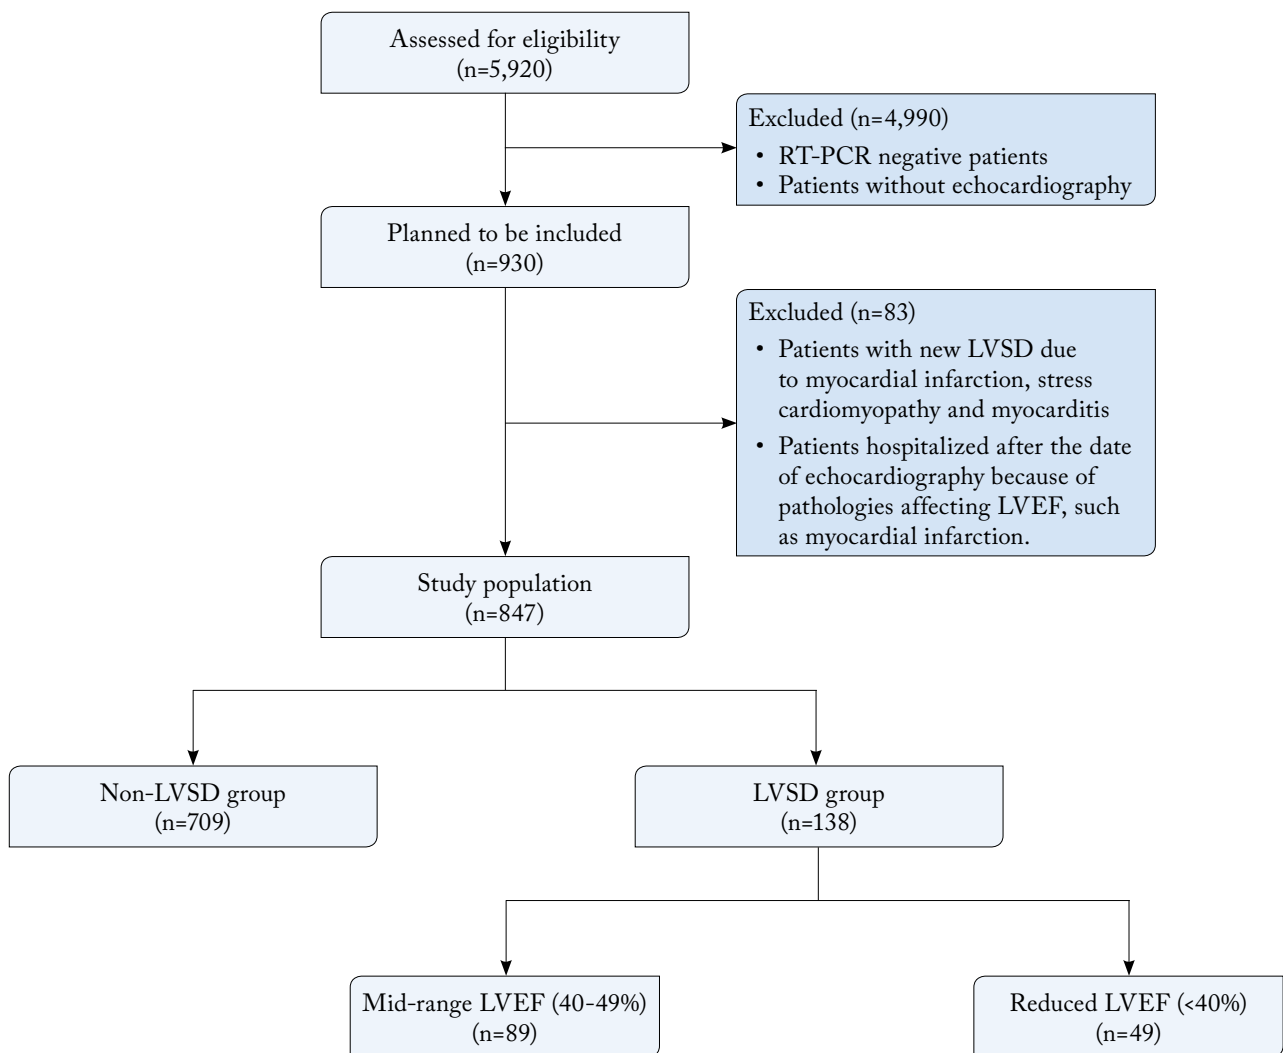 Assessed for eligibility
(n=5,920)
Excluded (n=4,990)
• RT-PCR negative patients
• Patients without echocardiography
Planned to be included
(n=930)
Excluded (n=83)
• Patients with new LVSD due
to myocardial infarction, stress
cardiomyopathy and myocarditis
• Patients hospitalized after the date
of echocardiography because of
pathologies affecting LVEF, such
as myocardial infarction.
Study population
(n=847)
Non-LVSD group
(n=709)
LVSD group
(n=138)
Mid-range LVEF (40-49%)
(n=89)
Reduced LVEF (<40%)
(n=49)